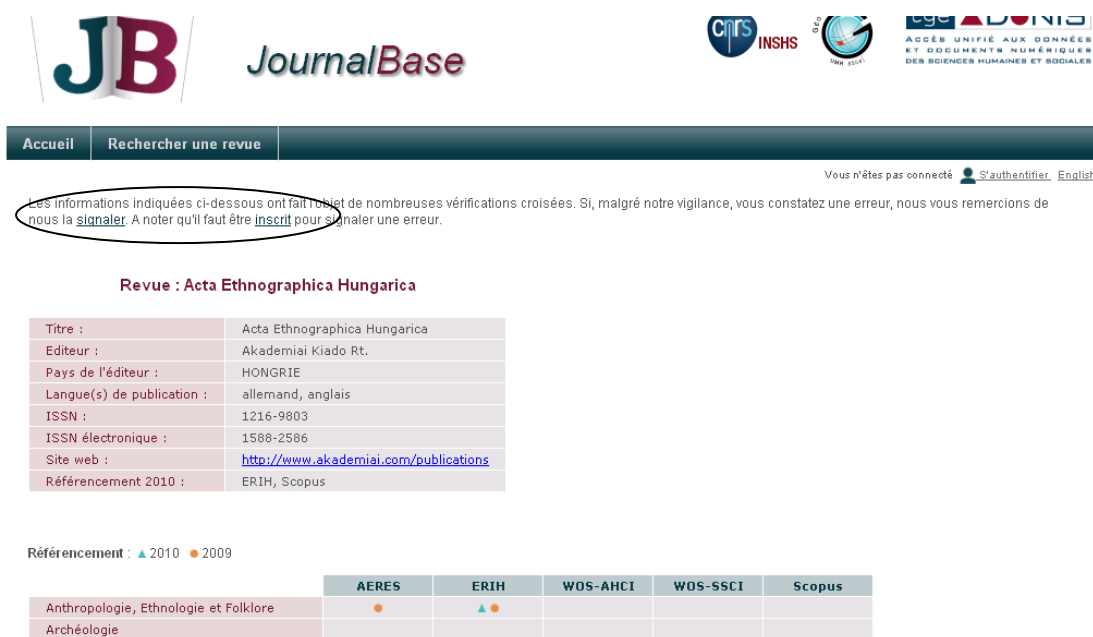 JB
JournalBase
cnrs INSHS
Géo
UMR 8504
tge ADONIS
ACCÈS UNIFIÉ AUX DONNÉES
ET DOCUMENTS NUMÉRIQUES
DES SCIENCES HUMAINES ET SOCIALES
Accueil Rechercher une revue
Vous n'êtes pas connecté S'authentifier English
Les informations indiquées ci-dessous ont fait l'objet de nombreuses vérifications croisées. Si, malgré notre vigilance, vous constatez une erreur, nous vous remercions de
nous la signaler. A noter qu'il faut être inscrit pour signaler une erreur.
Revue : Acta Ethnographica Hungarica
Titre : Acta Ethnographica Hungarica
Editeur : Akademiai Kiado Rt.
Pays de l'éditeur : HONGRIE
Langue(s) de publication : allemand, anglais
ISSN : 1216-9803
ISSN électronique : 1588-2586
Site web : http://www.akademiai.com/publications
Référencement 2010 : ERIH, Scopus
Référencement : 2010 2009
AERES ERIH WOS-AHCI WOS-SSCI Scopus
Anthropologie, Ethnologie et Folklore
Archéologie